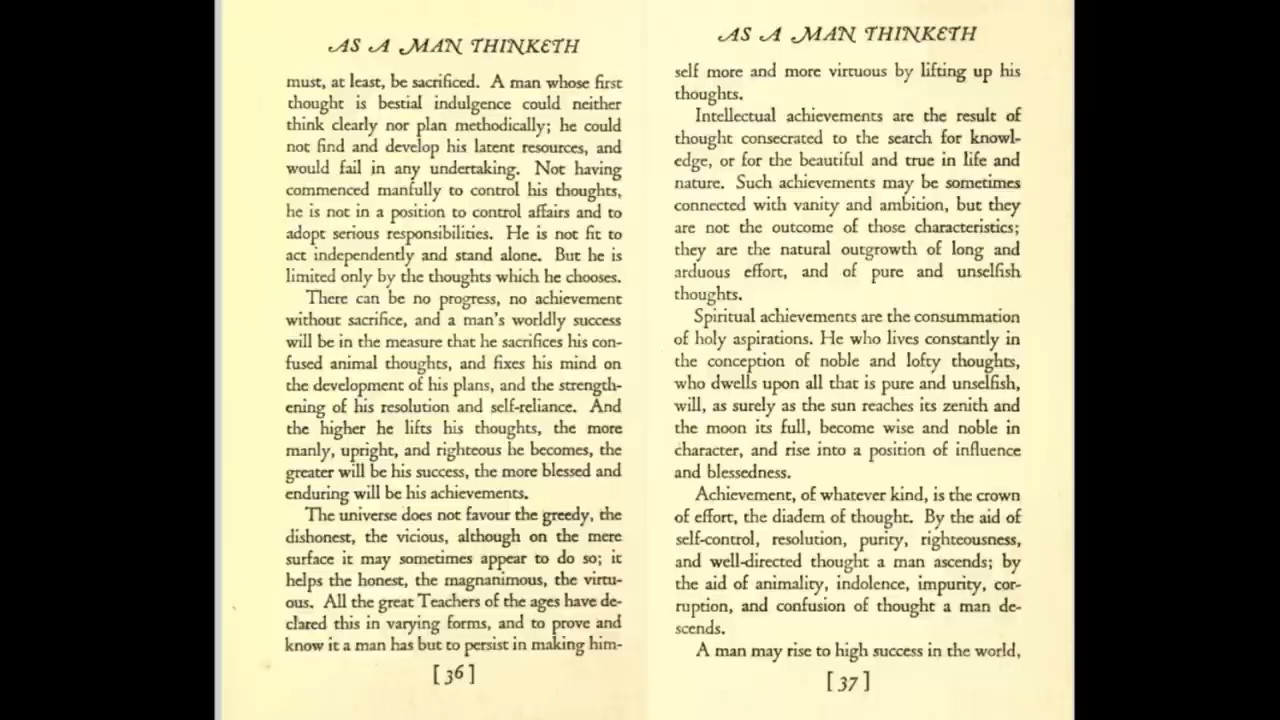 AS A MAN THINKETH
must, at least, be sacrificed. A man whose first
thought is bestial indulgence could neither
think clearly nor plan methodically; he could
not find and develop his latent resources, and
would fail in any undertaking. Not having
commenced manfully to control his thoughts,
he is not in a position to control affairs and to
adopt serious responsibilities. He is not fit to
act independently and stand alone. But he is
limited only by the thoughts which he chooses.
There can be no progress, no achievement
without sacrifice, and a man's worldly success
will be in the measure that he sacrifices his con-
fused animal thoughts, and fixes his mind on
the development of his plans, and the strength-
ening of his resolution and self-reliance. And
the higher he lifts his thoughts, the more
manly, upright, and righteous he becomes, the
greater will be his success, the more blessed and
enduring will be his achievements.
The universe does not favour the greedy, the
dishonest, the vicious, although on the mere
surface it may sometimes appear to do so; it
helps the honest, the magnanimous, the virtu-
ous. All the great Teachers of the ages have de-
clared this in varying forms, and to prove and
know it a man has but to persist in making him-
[36]
AS A MAN THINKETH
self more and more virtuous by lifting up his
thoughts.
Intellectual achievements are the result of
thought consecrated to the search for knowl-
edge, or for the beautiful and true in life and
nature. Such achievements may be sometimes
connected with vanity and ambition, but they
are not the outcome of those characteristics;
they are the natural outgrowth of long and
arduous effort, and of pure and unselfish
thoughts.
Spiritual achievements are the consummation
of holy aspirations. He who lives constantly in
the conception of noble and lofty thoughts,
who dwells upon all that is pure and unselfish,
will, as surely as the sun reaches its zenith and
the moon its full, become wise and noble in
character, and rise into a position of influence
and blessedness.
Achievement, of whatever kind, is the crown
of effort, the diadem of thought. By the aid of
self-control, resolution, purity, righteousness,
and well-directed thought a man ascends; by
the aid of animality, indolence, impurity, cor-
ruption, and confusion of thought a man de-
scends.
A man may rise to high success in the world,
[37]